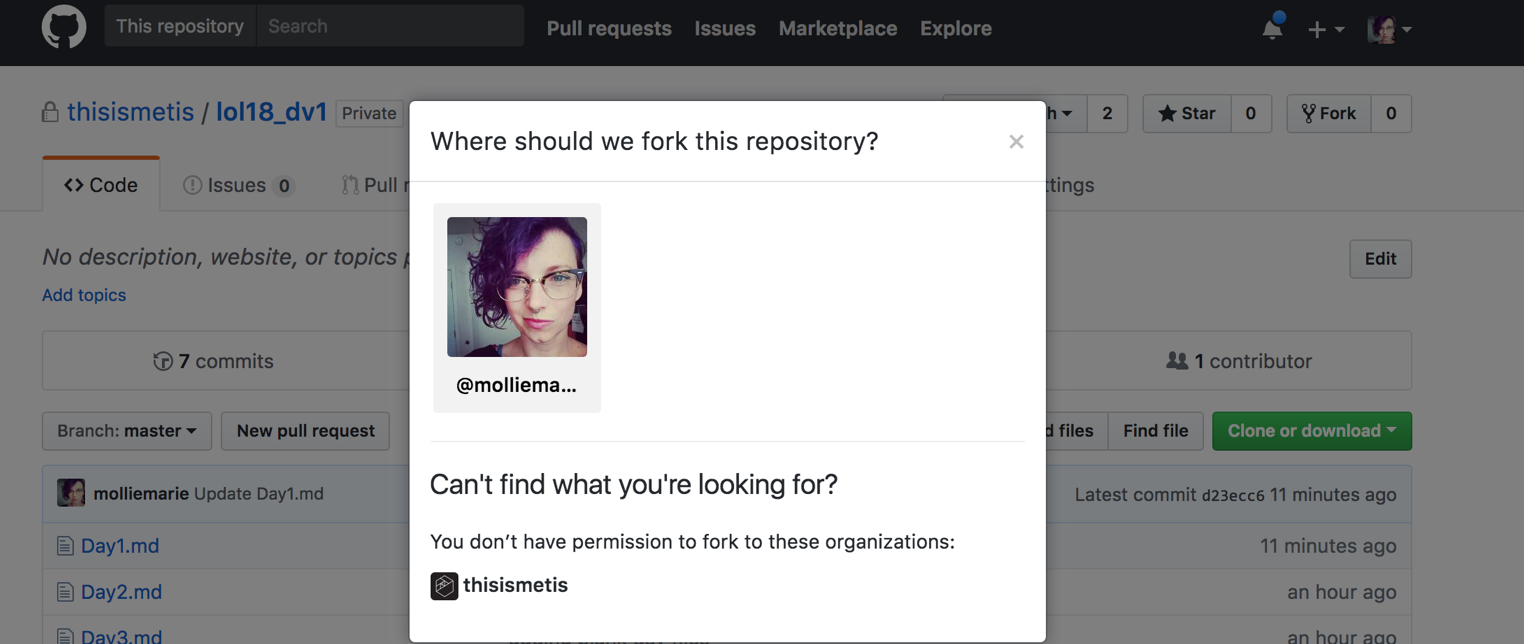 This repository Search Pull requests Issues Marketplace Explore
thisismetis / lol18_dv1 Private 2 Star 0 Fork 0
Where should we fork this repository? ×
Code Issues 0 Pull
No description, website, or topics
Edit
Add topics
@molliema...
7 commits
1 contributor
Branch: master New pull request files Find file Clone or download
Can't find what you're looking for?
molliemarie Update Day1.md Latest commit d23ecc6 11 minutes ago
You don’t have permission to fork to these organizations:
Day1.md 11 minutes ago
thisismetis
Day2.md an hour ago
Day3.md an hour ago